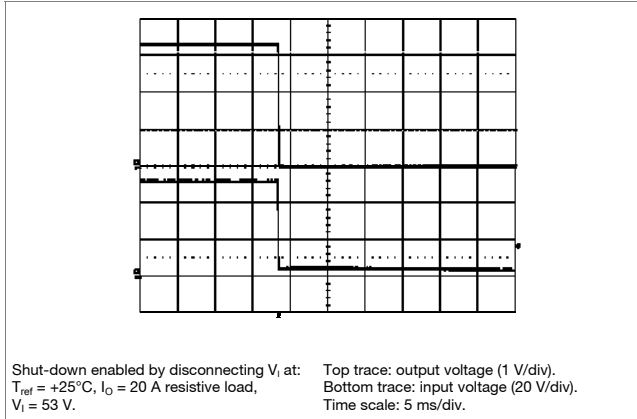 Shut-down enabled by disconnecting VI at:
Tref = +25°C, IO = 20 A resistive load,
VI = 53 V.
Top trace: output voltage (1 V/div).
Bottom trace: input voltage (20 V/div).
Time scale: 5 ms/div.